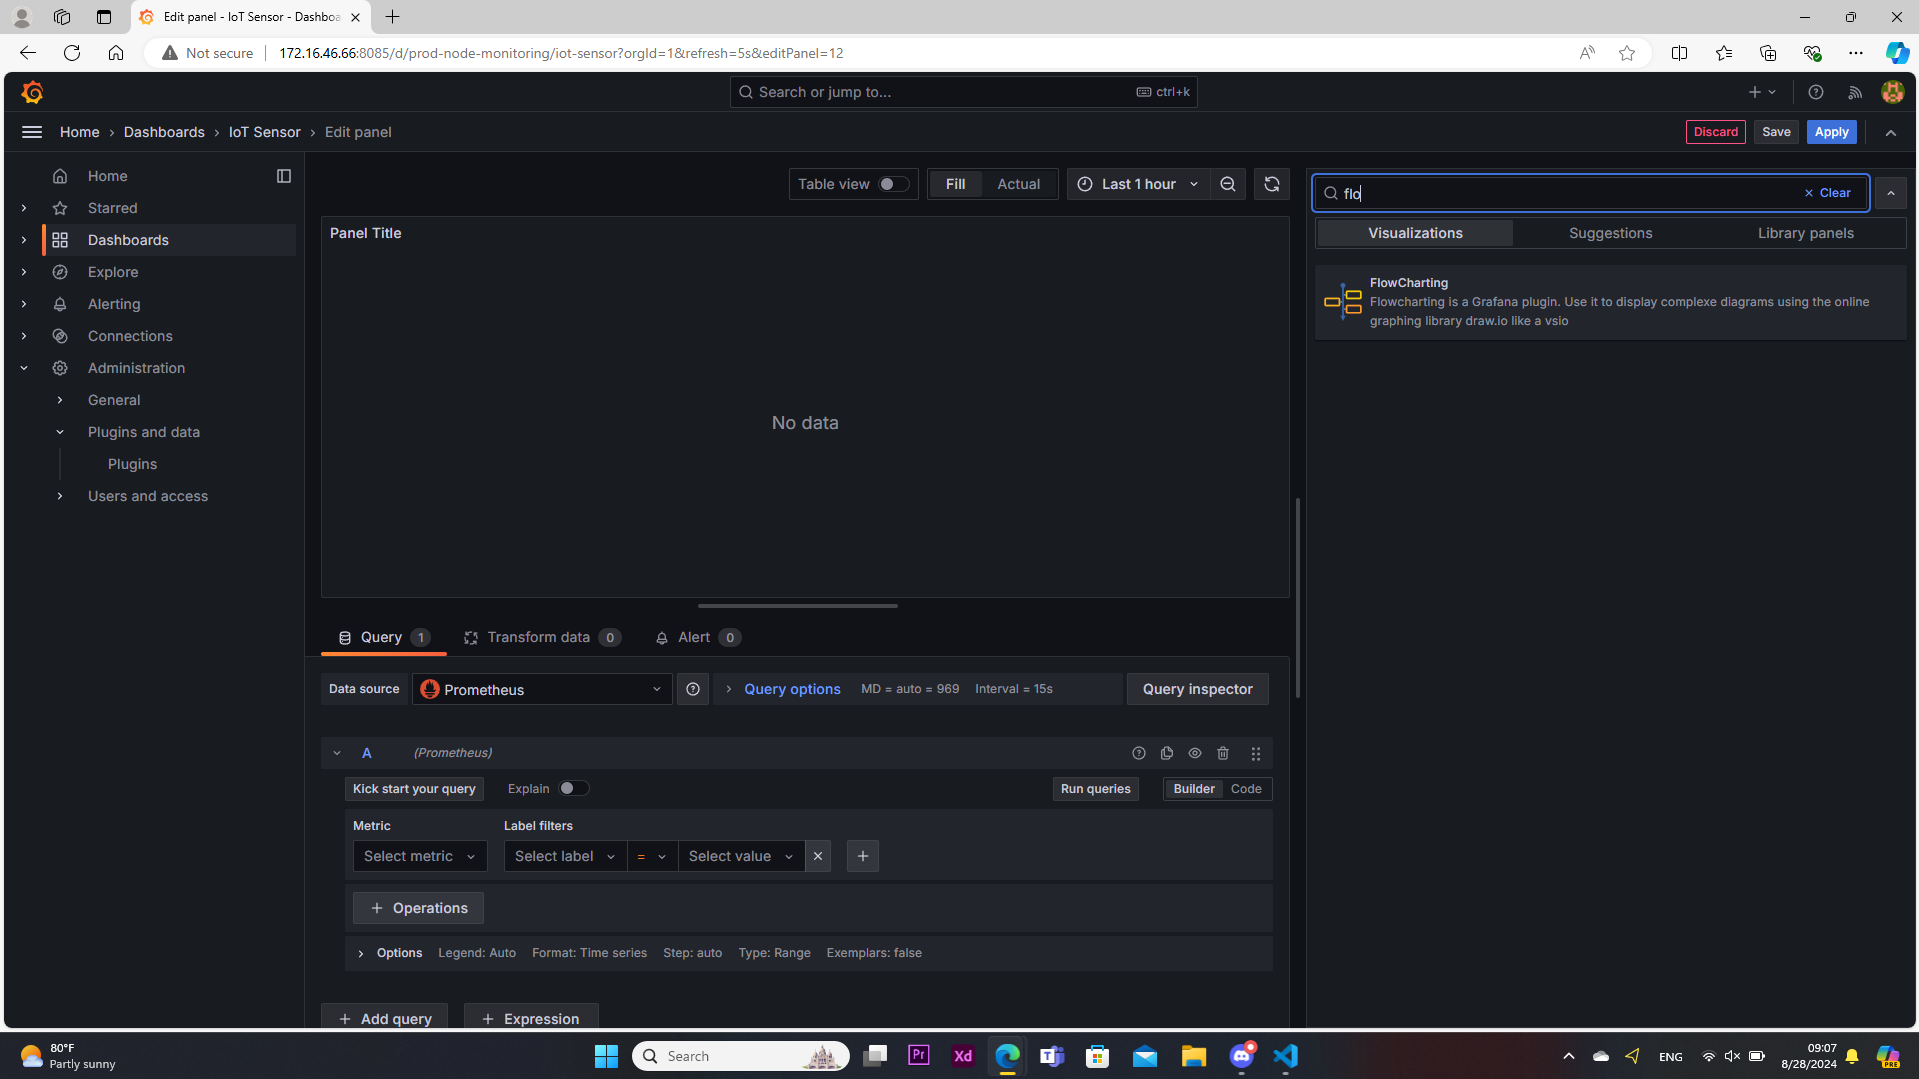 Edit panel - IoT Sensor - Dashboa
Not secure
172.16.46.66:8085/d/prod-node-monitoring/iot-sensor?orgId=1&refresh=5s&editPanel=12
Search or jump to...
ctrl+k
Home › Dashboards › IoT Sensor › Edit panel
Discard
Save
Apply
Home
Starred
Dashboards
Explore
Alerting
Connections
Administration
General
Plugins and data
Plugins
Users and access
Table view
Fill
Actual
Last 1 hour
Panel Title
No data
Query 1
Transform data 0
Alert 0
Data source
Prometheus
Query options
MD = auto = 969
Interval = 15s
Query inspector
A
(Prometheus)
Kick start your query
Explain
Run queries
Builder
Code
Metric
Label filters
Select metric
Select label
=
Select value
+ Operations
Options
Legend: Auto
Format: Time series
Step: auto
Type: Range
Exemplars: false
+ Add query
+ Expression
flo
× Clear
Visualizations
Suggestions
Library panels
FlowCharting
Flowcharting is a Grafana plugin. Use it to display complexe diagrams using the online
graphing library draw.io like a vsio
80°F
Partly sunny
Search
Pr
Xd
ENG
09:07
8/28/2024
PRE